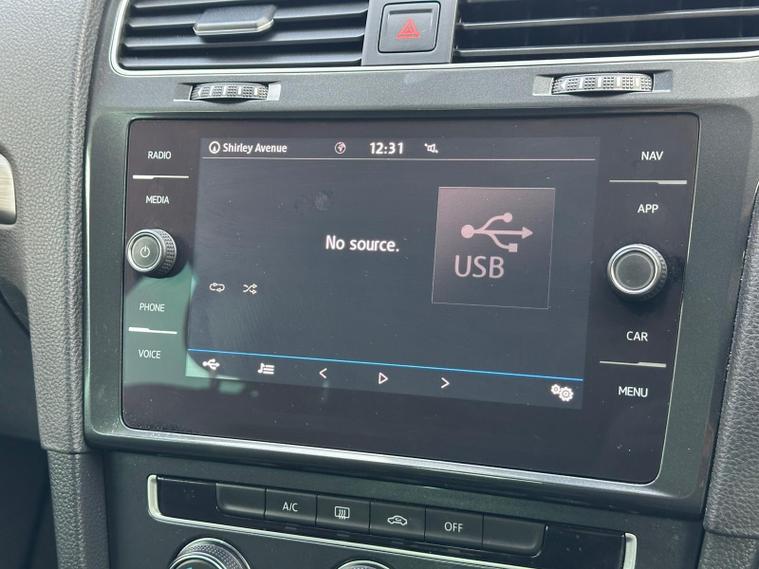 RADIO
MEDIA
PHONE
VOICE
Shirley Avenue 12:31
No source.
USB
NAV
APP
CAR
MENU
A/C
OFF